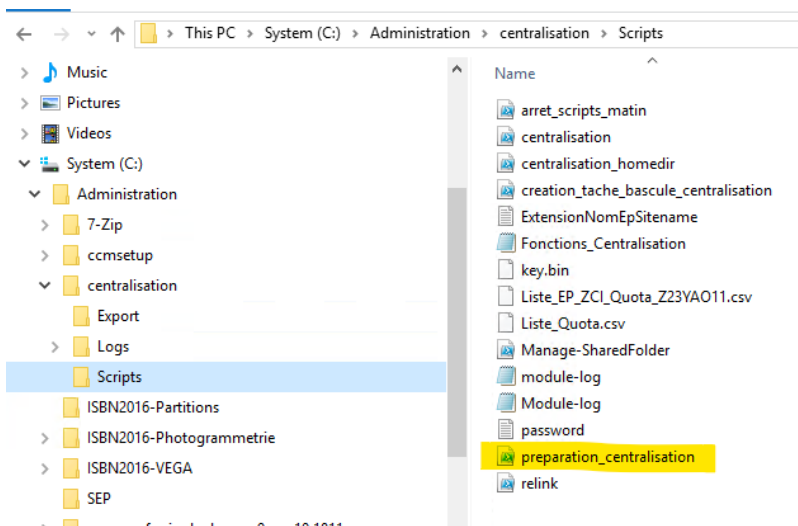 This PC > System (C:) > Administration > centralisation > Scripts
Music
Pictures
Videos
System (C:)
Administration
7-Zip
ccmsetup
centralisation
Export
Logs
Scripts
ISBN2016-Partitions
ISBN2016-Photogrammetrie
ISBN2016-VEGA
SEP
Name
arret_scripts_matin
centralisation
centralisation_homedir
creation_tache_bascule_centralisation
ExtensionNomEpSitename
Fonctions_Centralisation
key.bin
Liste_EP_ZCI_Quota_Z23YAO11.csv
Liste_Quota.csv
Manage-SharedFolder
module-log
Module-log
password
preparation_centralisation
relink